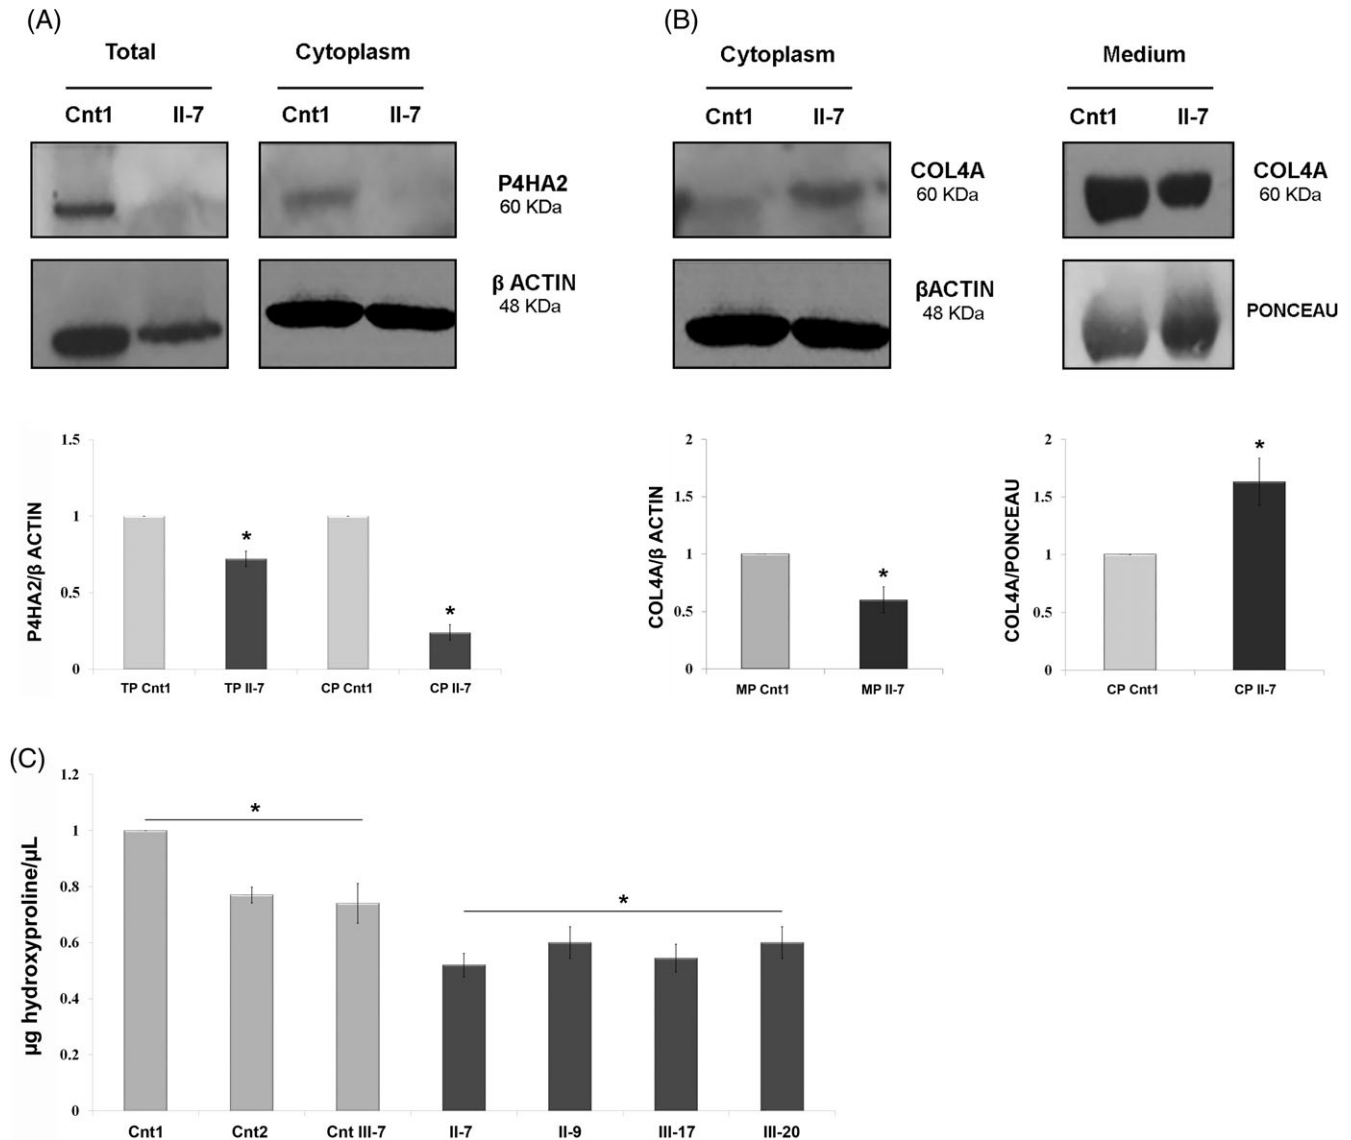 (A)
Total
Cytoplasm
Cnt1
II-7
Cnt1
II-7
P4HA2
60 KDa
β ACTIN
48 KDa
1.5
1
0.5
0
P4HA2/β ACTIN
*
*
TP Cnt1
TP II-7
CP Cnt1
CP II-7
(B)
Cytoplasm
Medium
Cnt1
II-7
Cnt1
II-7
COL4A
60 KDa
COL4A
60 KDa
βACTIN
48 KDa
PONCEAU
2
1.5
1
0.5
0
COL4A/β ACTIN
*
MP Cnt1
MP II-7
2
1.5
1
0.5
0
COL4A/PONCEAU
*
CP Cnt1
CP II-7
(C)
1.2
1
0.8
0.6
0.4
0.2
0
µg hydroxyproline/µL
*
*
Cnt1
Cnt2
Cnt III-7
II-7
II-9
III-17
III-20